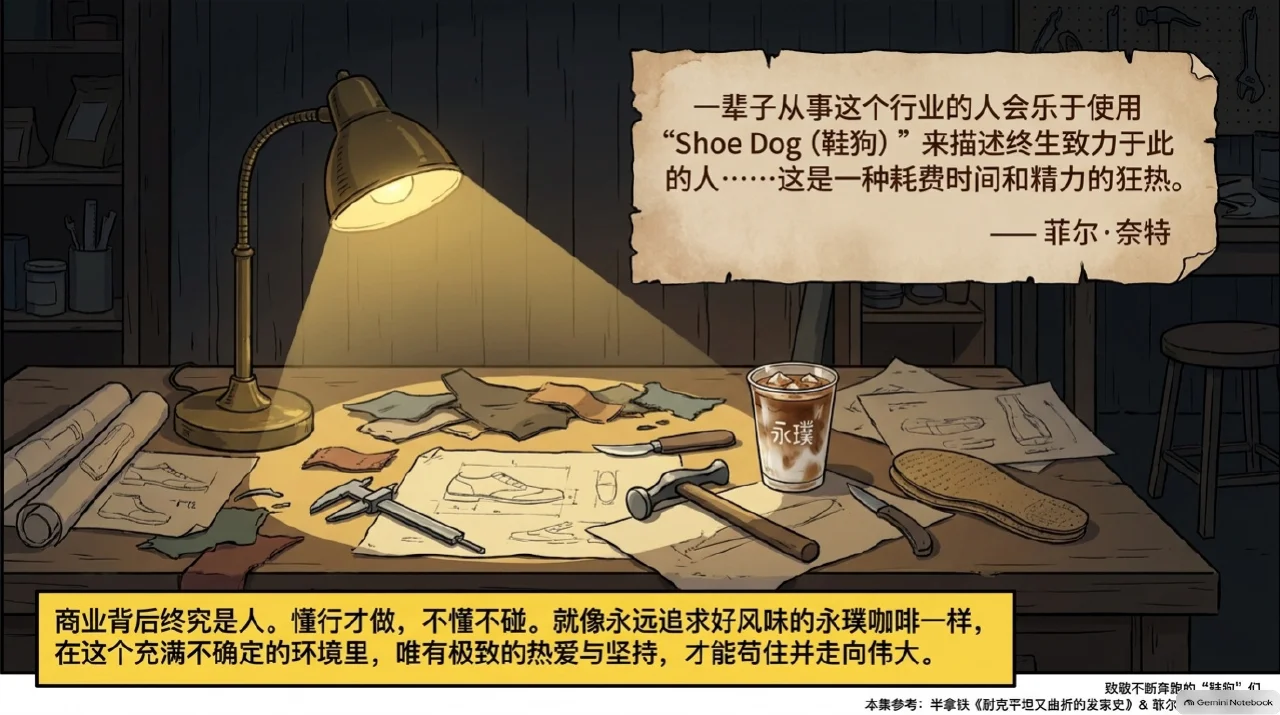 一辈子从事这个行业的人会乐于使用
“Shoe Dog（鞋狗）”来描述终生致力于此
的人……这是一种耗费时间和精力的狂热。
—— 菲尔·奈特
永璞
商业背后终究是人。懂行才做，不懂不碰。就像永远追求好风味的永璞咖啡一样，
在这个充满不确定的环境里，唯有极致的热爱与坚持，才能苟住并走向伟大。
致敬不断奔跑的“鞋狗”们
本集参考：半拿铁《耐克平坦又曲折的发家史》& 菲尔
Gemini Notebook